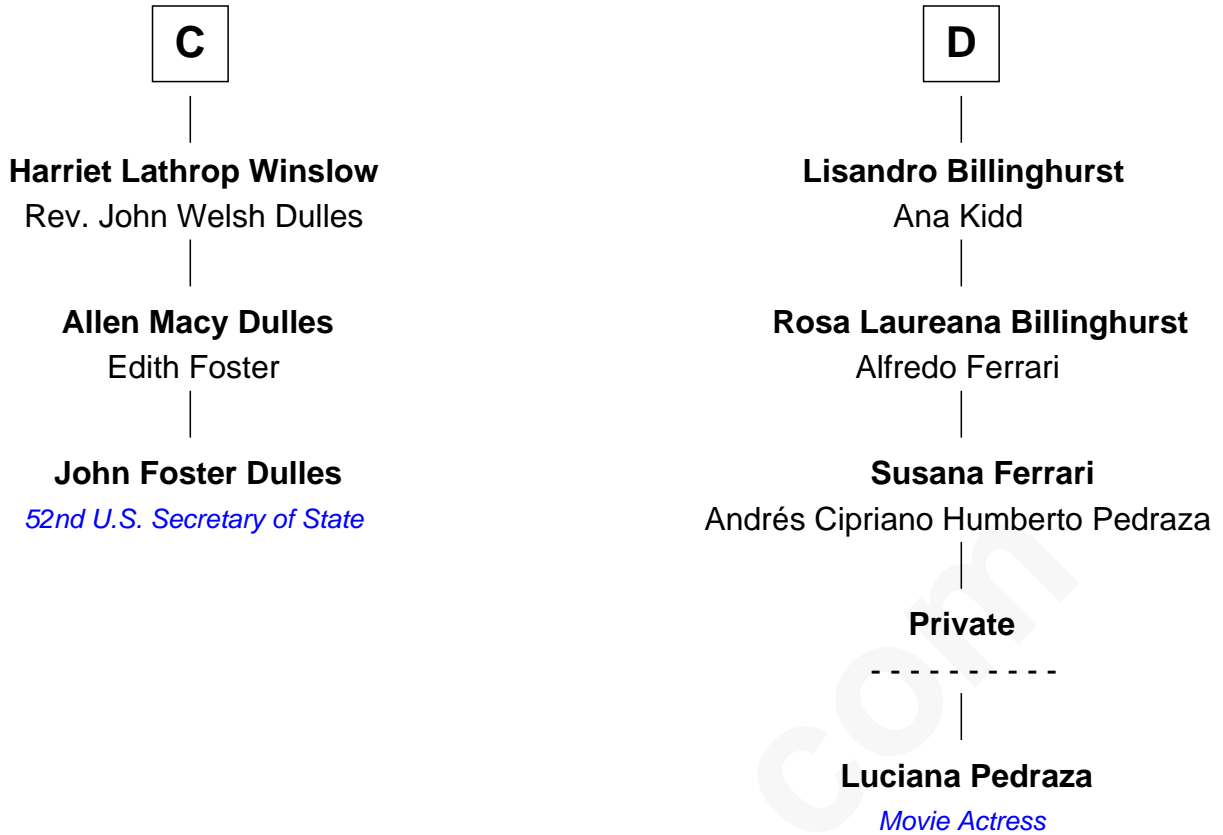 C
Harriet Lathrop Winslow
Rev. John Welsh Dulles
Allen Macy Dulles
Edith Foster
John Foster Dulles
52nd U.S. Secretary of State
D
Lisandro Billinghurst
Ana Kidd
Rosa Laureana Billinghurst
Alfredo Ferrari
Susana Ferrari
Andrés Cipriano Humberto Pedraza
Private
- - - - - - - - - -
Luciana Pedraza
Movie Actress
com